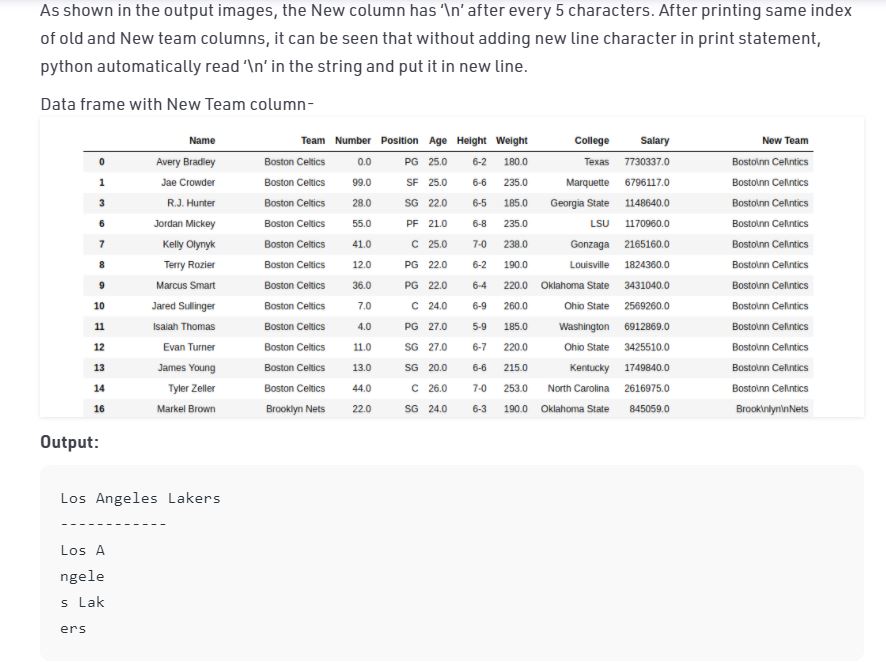 As shown in the output images, the New column has '\n' after every 5 characters. After printing same index
of old and New team columns, it can be seen that without adding new line character in print statement,
python automatically read '\n' in the string and put it in new line.
Data frame with New Team column-
Name Team Number Position Age Height Weight College Salary New Team
0 Avery Bradley Boston Celtics 0.0 PG 25.0 6-2 180.0 Texas 7730337.0 Bosto\nn Cel\ntics
1 Jae Crowder Boston Celtics 99.0 SF 25.0 6-6 235.0 Marquette 6796117.0 Bosto\nn Cel\ntics
3 R.J. Hunter Boston Celtics 28.0 SG 22.0 6-5 185.0 Georgia State 1148640.0 Bosto\nn Cel\ntics
6 Jordan Mickey Boston Celtics 55.0 PF 21.0 6-8 235.0 LSU 1170960.0 Bosto\nn Cel\ntics
7 Kelly Olynyk Boston Celtics 41.0 C 25.0 7-0 238.0 Gonzaga 2165160.0 Bosto\nn Cel\ntics
8 Terry Rozier Boston Celtics 12.0 PG 22.0 6-2 190.0 Louisville 1824360.0 Bosto\nn Cel\ntics
9 Marcus Smart Boston Celtics 36.0 PG 22.0 6-4 220.0 Oklahoma State 3431040.0 Bosto\nn Cel\ntics
10 Jared Sullinger Boston Celtics 7.0 C 24.0 6-9 260.0 Ohio State 2569260.0 Bosto\nn Cel\ntics
11 Isaiah Thomas Boston Celtics 4.0 PG 27.0 5-9 185.0 Washington 6912869.0 Bosto\nn Cel\ntics
12 Evan Turner Boston Celtics 11.0 SG 27.0 6-7 220.0 Ohio State 3425510.0 Bosto\nn Cel\ntics
13 James Young Boston Celtics 13.0 SG 20.0 6-6 215.0 Kentucky 1749840.0 Bosto\nn Cel\ntics
14 Tyler Zeller Boston Celtics 44.0 C 26.0 7-0 253.0 North Carolina 2616975.0 Bosto\nn Cel\ntics
16 Markel Brown Brooklyn Nets 22.0 SG 24.0 6-3 190.0 Oklahoma State 845059.0 Brook\nlyn\nNets
Output:
Los Angeles Lakers
------------
Los A
ngele
s Lak
ers